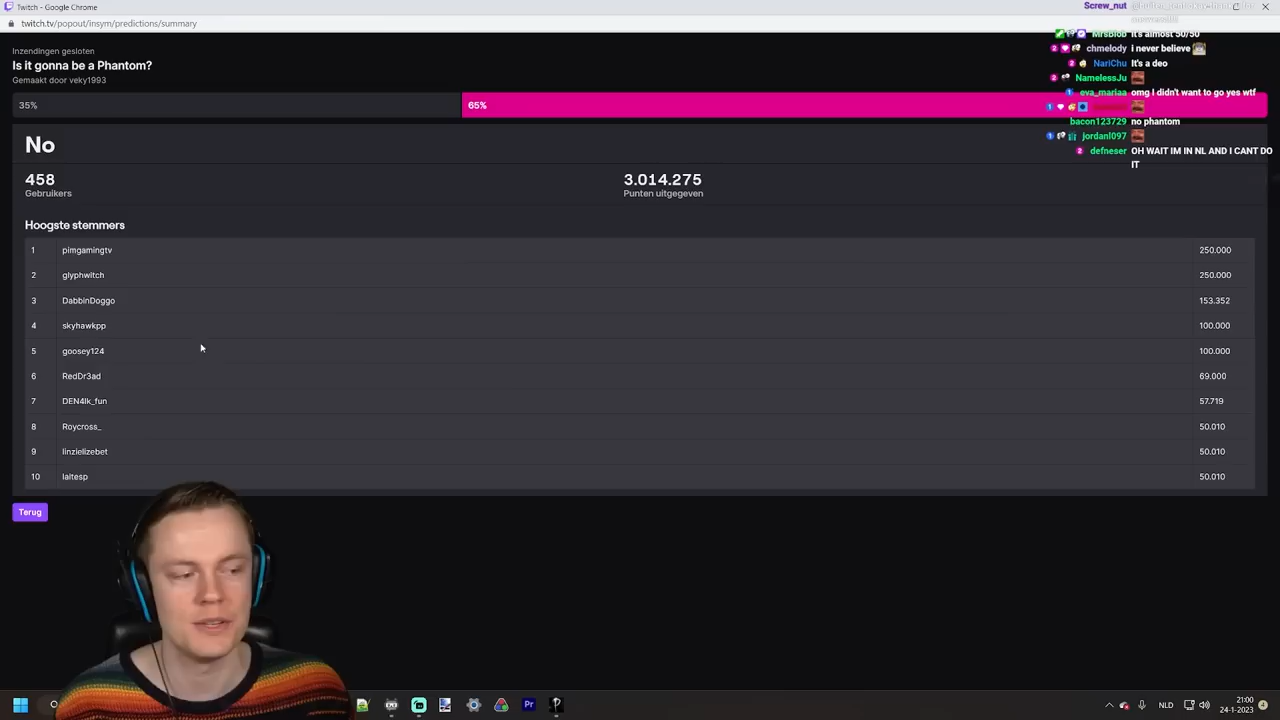 Twitch - Google Chrome
twitch.tv/popout/insym/predictions/summary
Inzendingen gesloten
Is it gonna be a Phantom?
Gemaakt door veky1993
35%
65%
No
458
Gebruikers
3.014.275
Punten uitgegeven
Hoogste stemmers
1 pimgamingtv 250.000
2 glyphwitch 250.000
3 DabbinDoggo 153.352
4 skyhawkpp 100.000
5 goosey124 100.000
6 RedDr3ad 69.000
7 DEN4Ik_fun 57.719
8 Roycross_ 50.010
9 linzielizebet 50.010
10 laitesp 50.010
Terug
Screw_nut
MrsBlob it's almost 50/50
chmelody i never believe
NariChu It's a deo
NamelessJu
eva_mariaa omg I didn't want to go yes wtf
bacon123729 no phantom
jordanl097
defneser OH WAIT IM IN NL AND I CANT DO
IT
Pr
NLD
21:00
24-1-2023